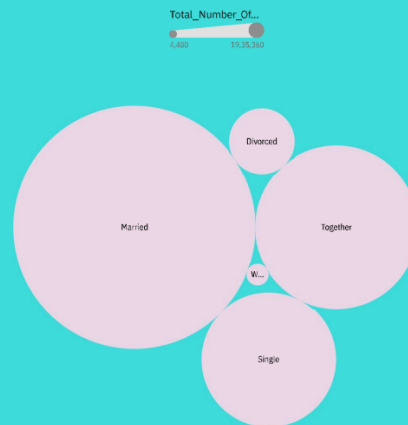 Total_Number_Of...
4,400 19,35,360
Divorced
Married
Together
W...
Single